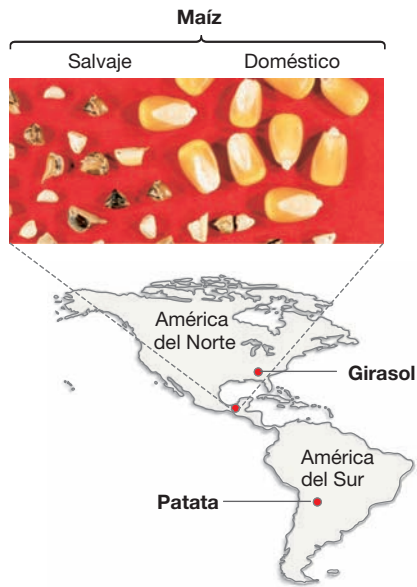 Maíz
Salvaje
Doméstico
América
del Norte
Girasol
América
del Sur
Patata